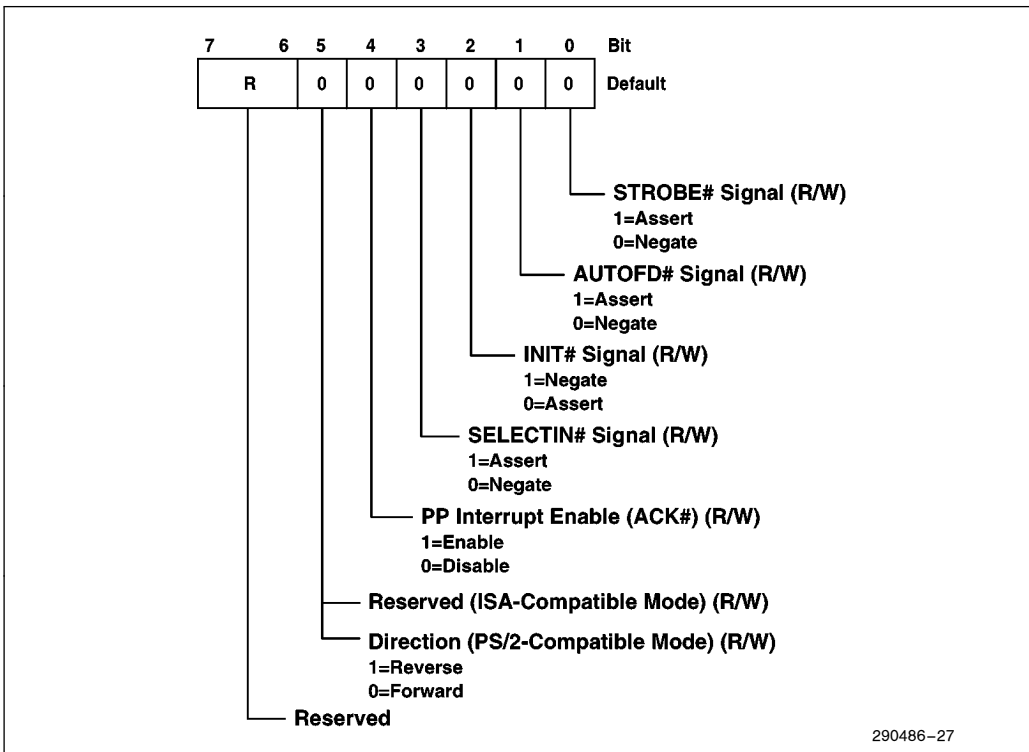 7 6 5 4 3 2 1 0 Bit
R 0 0 0 0 0 0 Default
STROBE# Signal (R/W)
1=Assert
0=Negate
AUTOFD# Signal (R/W)
1=Assert
0=Negate
INIT# Signal (R/W)
1=Negate
0=Assert
SELECTIN# Signal (R/W)
1=Assert
0=Negate
PP Interrupt Enable (ACK#) (R/W)
1=Enable
0=Disable
Reserved (ISA-Compatible Mode) (R/W)
Direction (PS/2-Compatible Mode) (R/W)
1=Reverse
0=Forward
Reserved
290486–27